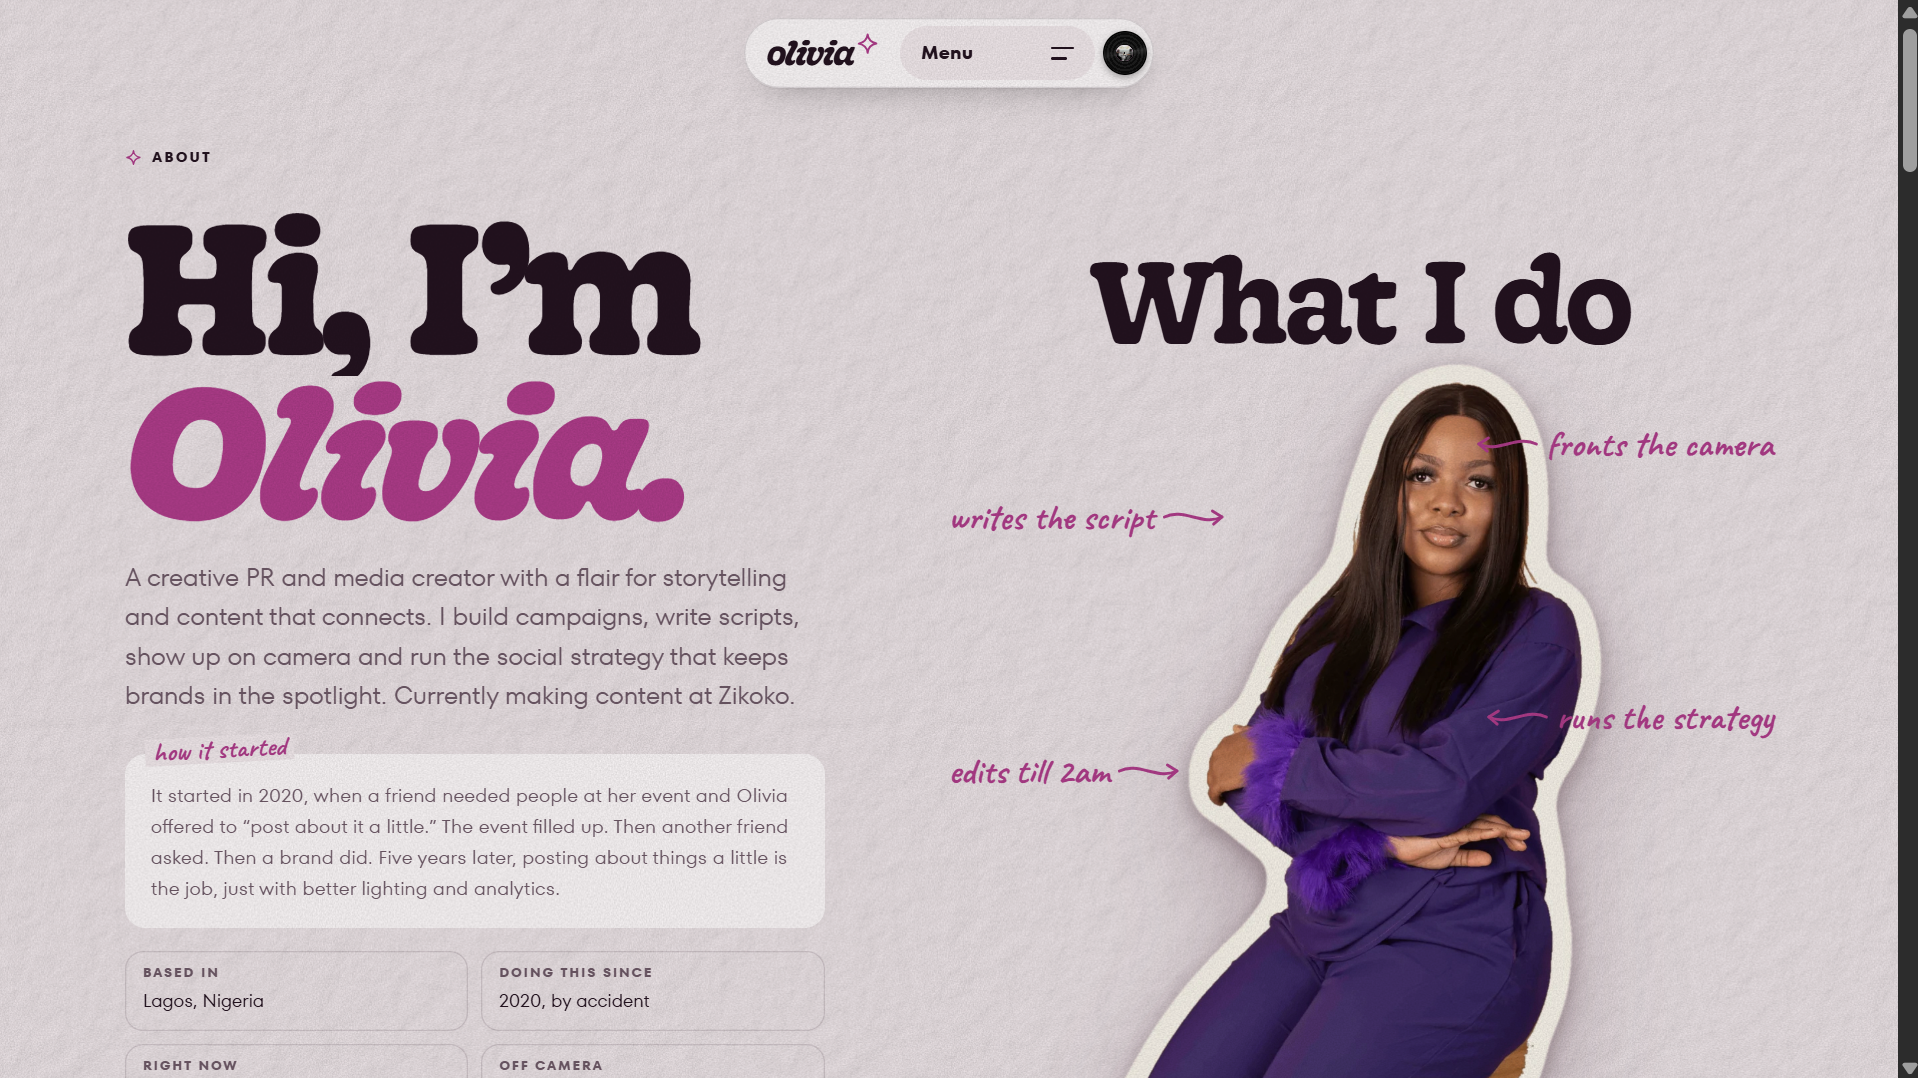 olivia
Menu
ABOUT
Hi, I’m
Olivia.
A creative PR and media creator with a flair for storytelling
and content that connects. I build campaigns, write scripts,
show up on camera and run the social strategy that keeps
brands in the spotlight. Currently making content at Zikoko.
how it started
It started in 2020, when a friend needed people at her event and Olivia
offered to “post about it a little.” The event filled up. Then another friend
asked. Then a brand did. Five years later, posting about things a little is
the job, just with better lighting and analytics.
BASED IN
Lagos, Nigeria
DOING THIS SINCE
2020, by accident
RIGHT NOW
OFF CAMERA
What I do
fronts the camera
writes the script
runs the strategy
edits till 2am